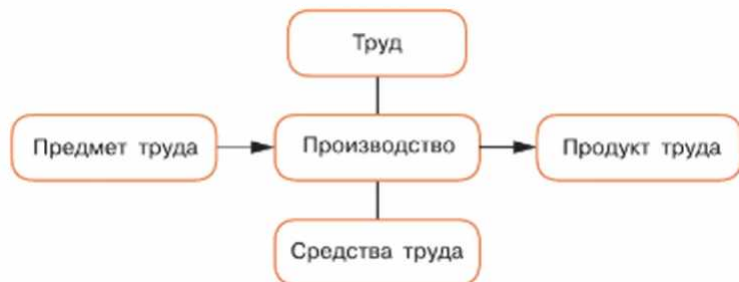 Труд
Предмет труда
Производство
Продукт труда
Средства труда